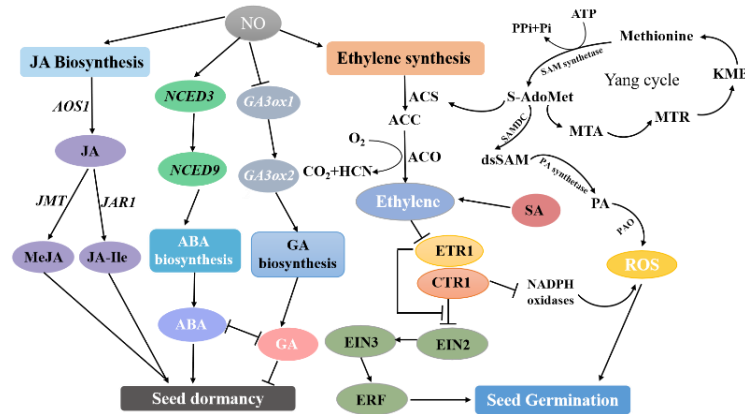 NO
ATP
PPi+Pi
Methionine
JA Biosynthesis
Ethylene synthesis
SAM synthetase
Yang cycle
KMB
AOS1
NCED3
GA3ox1
ACS
S-AdoMet
ACC
MTR
MTA
O2
SAMDC
JA
NCED9
GA3ox2
CO2+HCN
ACO
dsSAM
PA synthetase
JMT
JAR1
Ethylene
SA
PA
PAO
MeJA
JA-Ile
ABA
biosynthesis
GA
biosynthesis
ETR1
CTR1
ROS
NADPH
oxidases
ABA
GA
EIN3
EIN2
Seed dormancy
ERF
Seed Germination